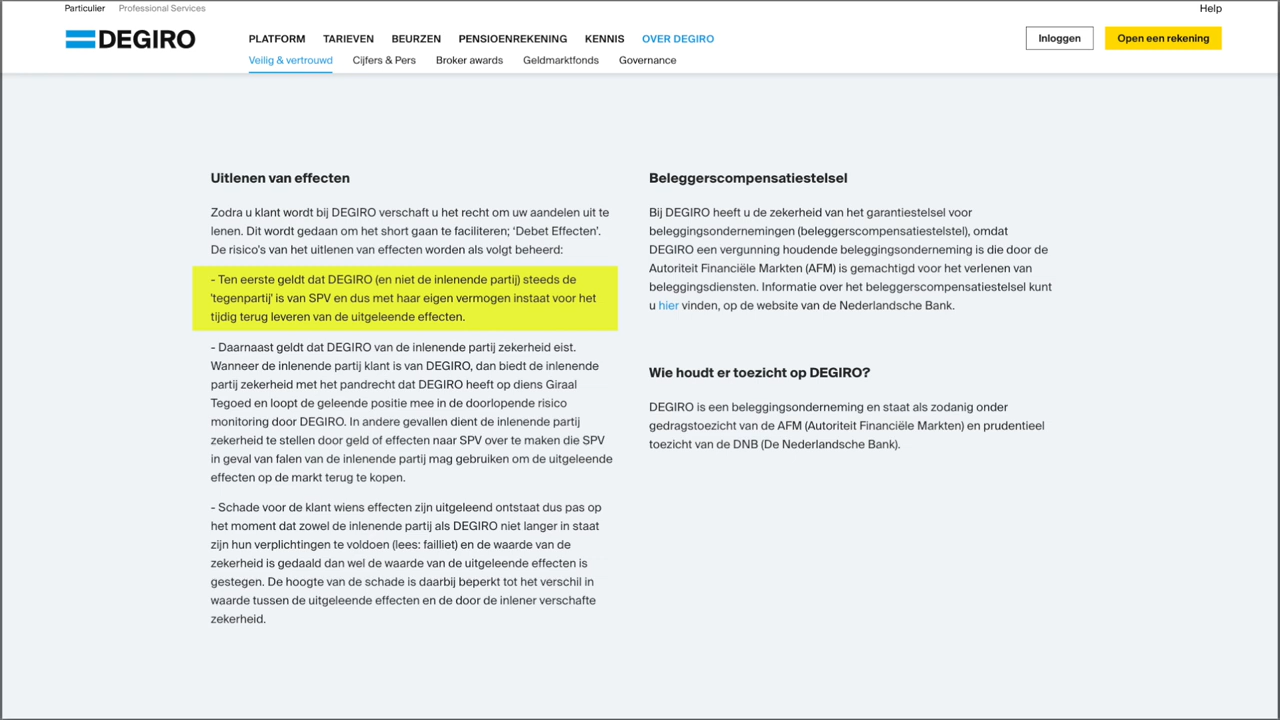 Particulier Professional Services
Help
DEGIRO
PLATFORM TARIEVEN BEURZEN PENSIOENREKENING KENNIS OVER DEGIRO
Inloggen
Open een rekening
Veilig & vertrouwd Cijfers & Pers Broker awards Geldmarktfonds Governance
Uitlenen van effecten
Zodra u klant wordt bij DEGIRO verschaft u het recht om uw aandelen uit te
lenen. Dit wordt gedaan om het short gaan te faciliteren; ‘Debet Effecten’.
De risico's van het uitlenen van effecten worden als volgt beheerd:
- Ten eerste geldt dat DEGIRO (en niet de inlenende partij) steeds de
'tegenpartij' is van SPV en dus met haar eigen vermogen instaat voor het
tijdig terug leveren van de uitgeleende effecten.
- Daarnaast geldt dat DEGIRO van de inlenende partij zekerheid eist.
Wanneer de inlenende partij klant is van DEGIRO, dan biedt de inlenende
partij zekerheid met het pandrecht dat DEGIRO heeft op diens Giraal
Tegoed en loopt de geleende positie mee in de doorlopende risico
monitoring door DEGIRO. In andere gevallen dient de inlenende partij
zekerheid te stellen door geld of effecten naar SPV over te maken die SPV
in geval van falen van de inlenende partij mag gebruiken om de uitgeleende
effecten op de markt terug te kopen.
- Schade voor de klant wiens effecten zijn uitgeleend ontstaat dus pas op
het moment dat zowel de inlenende partij als DEGIRO niet langer in staat
zijn hun verplichtingen te voldoen (lees: failliet) en de waarde van de
zekerheid is gedaald dan wel de waarde van de uitgeleende effecten is
gestegen. De hoogte van de schade is daarbij beperkt tot het verschil in
waarde tussen de uitgeleende effecten en de door de inlener verschafte
zekerheid.
Beleggerscompensatiestelsel
Bij DEGIRO heeft u de zekerheid van het garantiestelsel voor
beleggingsondernemingen (beleggerscompensatiestelstel), omdat
DEGIRO een vergunning houdende beleggingsonderneming is die door de
Autoriteit Financiële Markten (AFM) is gemachtigd voor het verlenen van
beleggingsdiensten. Informatie over het beleggerscompensatiestelsel kunt
u hier vinden, op de website van de Nederlandsche Bank.
Wie houdt er toezicht op DEGIRO?
DEGIRO is een beleggingsonderneming en staat als zodanig onder
gedragstoezicht van de AFM (Autoriteit Financiële Markten) en prudentieel
toezicht van de DNB (De Nederlandsche Bank).